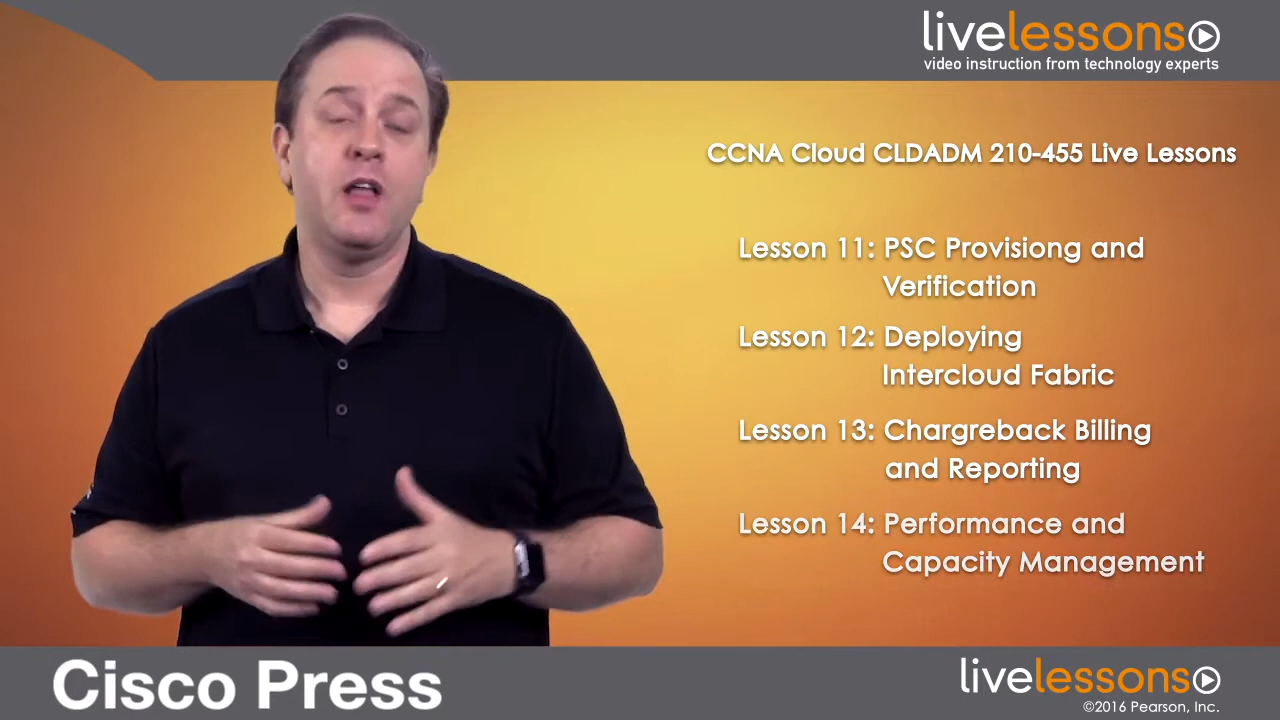 livelessons
video instruction from technology experts
CCNA Cloud CLDADM 210-455 Live Lessons
Lesson 11: PSC Provisiong and
Verification
Lesson 12: Deploying
Intercloud Fabric
Lesson 13: Chargreback Billing
and Reporting
Lesson 14: Performance and
Capacity Management
Cisco Press
livelessons
©2016 Pearson, Inc.